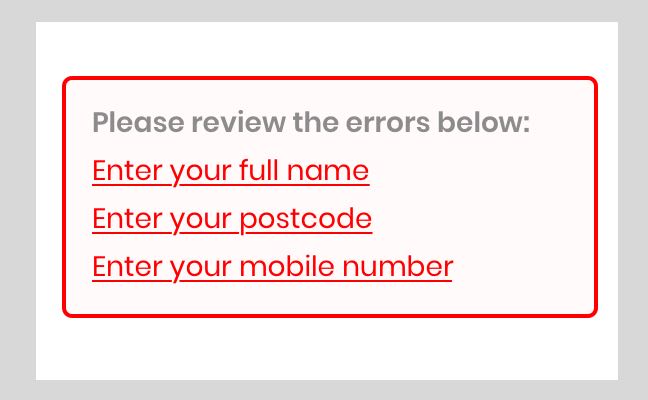 Please review the errors below:
Enter your full name
Enter your postcode
Enter your mobile number